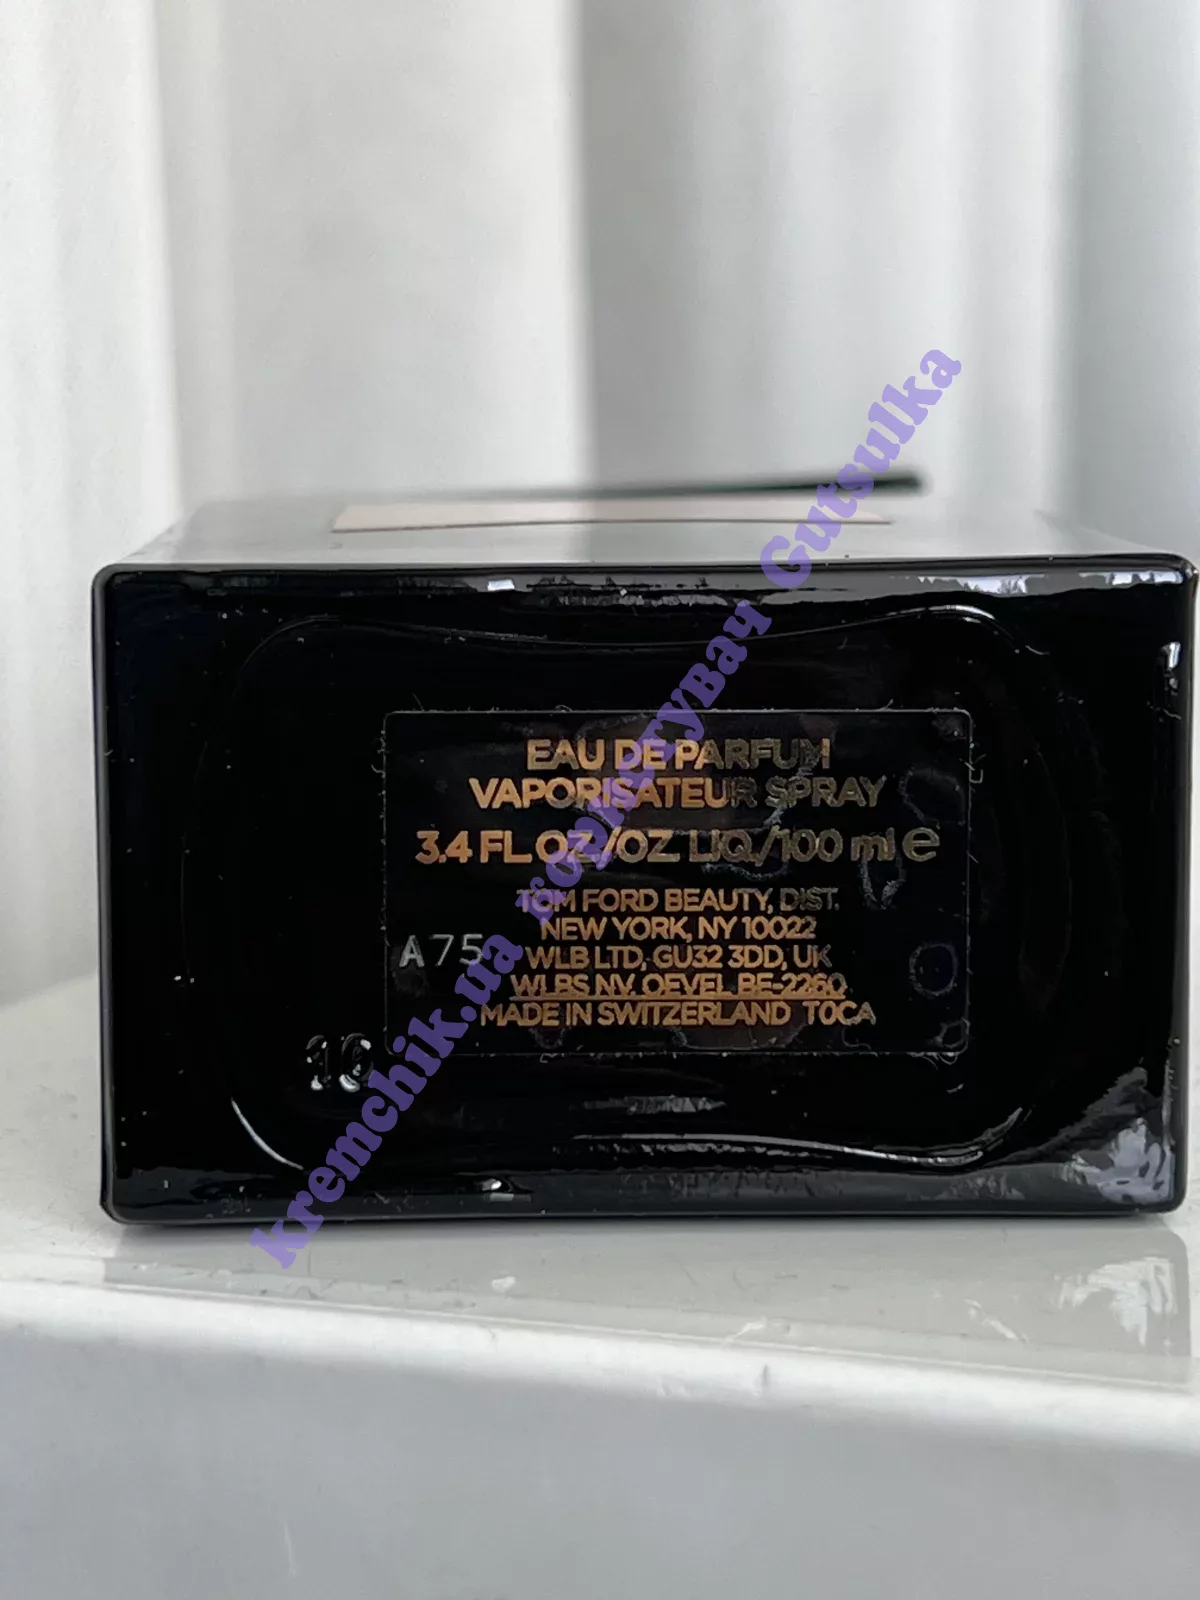 EAU DE PARFUM
VAPORISATEUR SPRAY
3.4 FL OZ/OZ LIQ./100 ml e
TOM FORD BEAUTY, DIST.
NEW YORK, NY 10022
A75
WLB LTD, GU32 3DD, UK
WLBS NV. OEVEL BE-2260
MADE IN SWITZERLAND TOCA
16
kremchik.ua KophieryBay Gutsulka